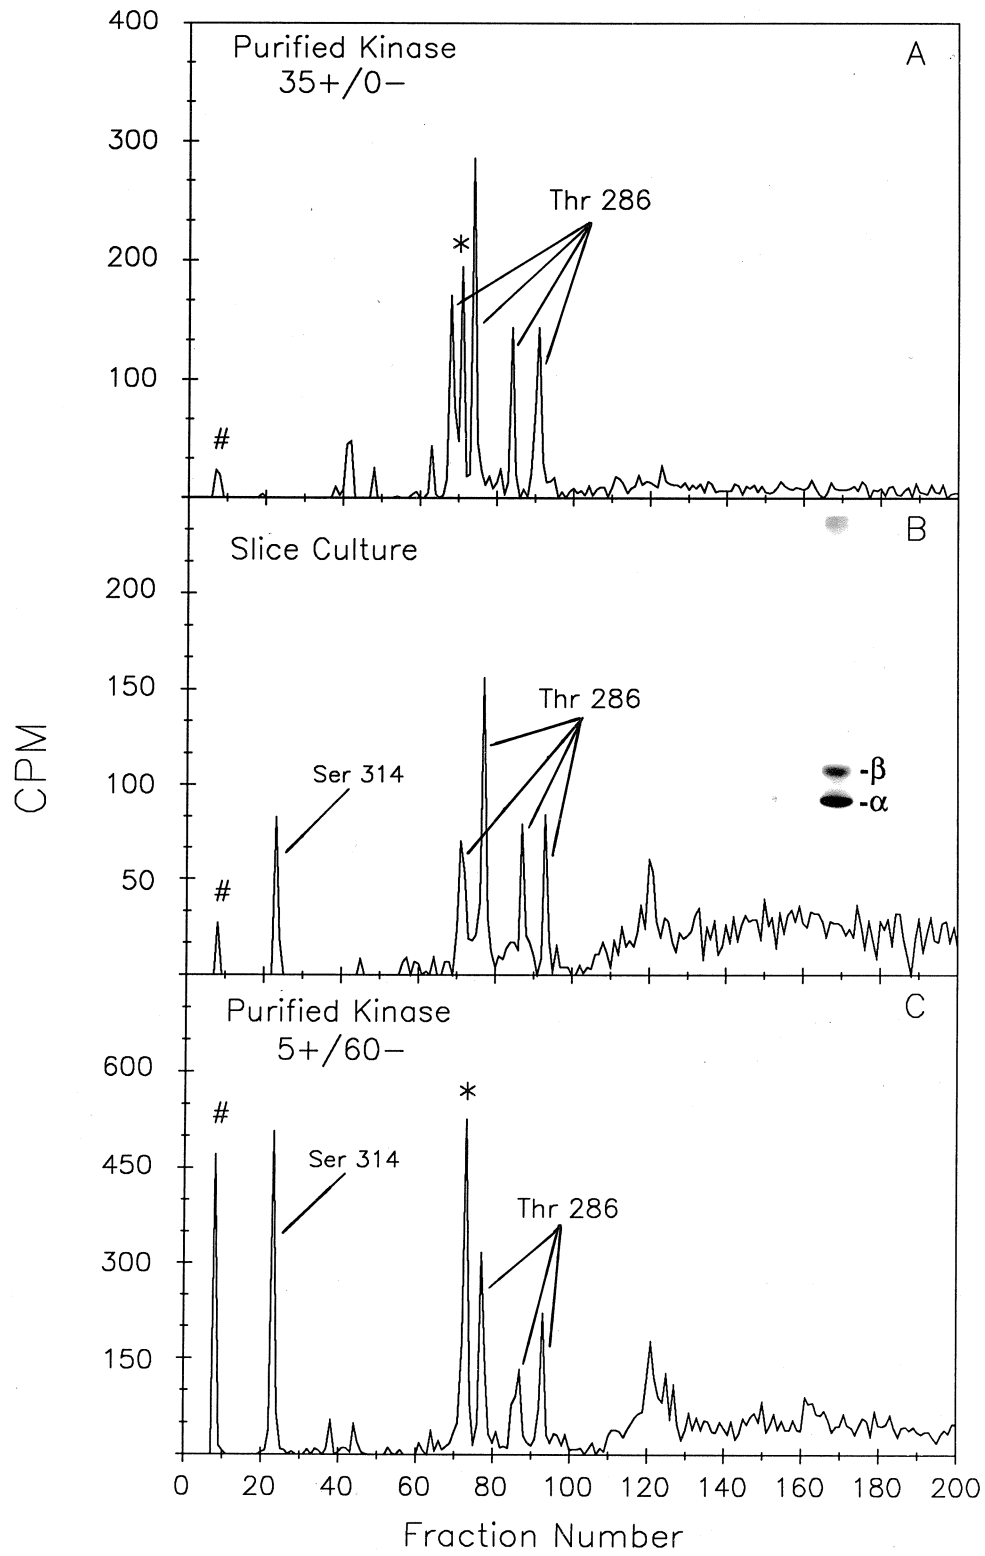 400
Purified Kinase
A
35+/0−
300
Thr 286
200
*
100
#
Slice Culture
B
200
150
Thr 286
Ser 314
100
-β
-α
50
#
CPM
Purified Kinase
C
5+/60−
600
*
#
450
Ser 314
Thr 286
300
150
0 20 40 60 80 100 120 140 160 180 200
Fraction Number